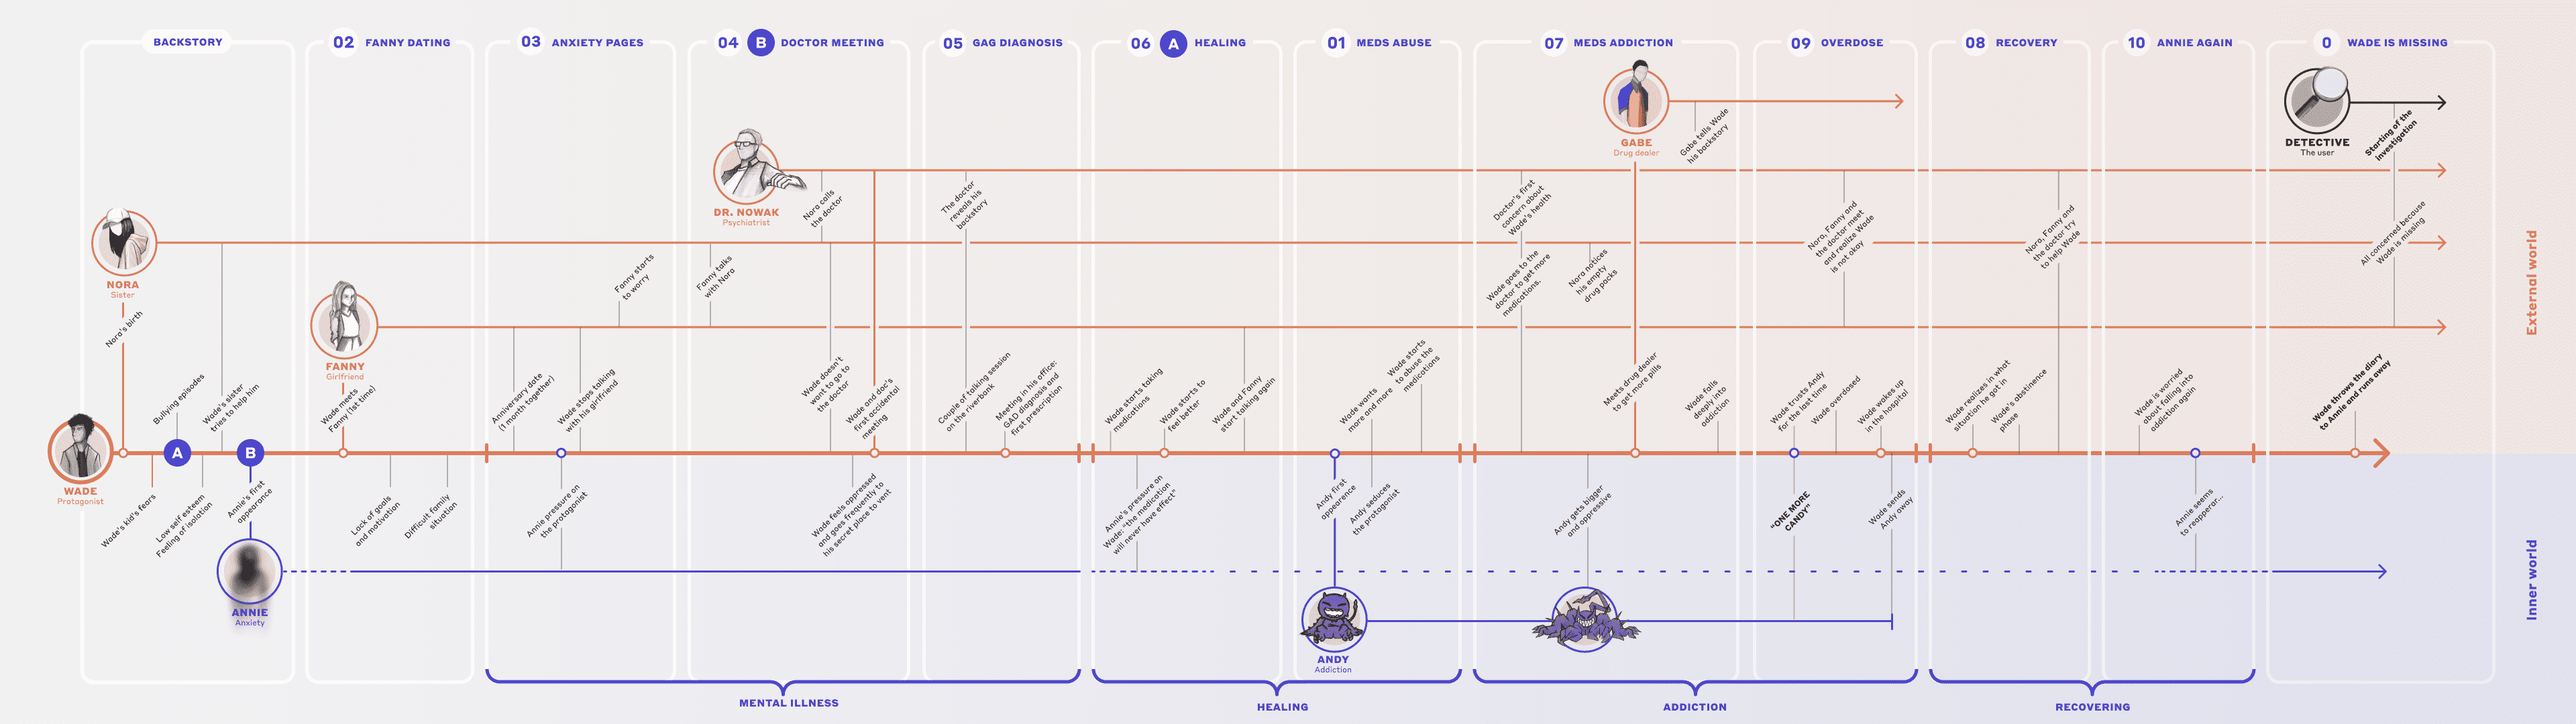 BACKSTORY
02 FANNY DATING
03 ANXIETY PAGES
04 B DOCTOR MEETING
05 GAG DIAGNOSIS
06 A HEALING
01 MEDS ABUSE
07 MEDS ADDICTION
09 OVERDOSE
08 RECOVERY
10 ANNIE AGAIN
0 WADE IS MISSING
GABE
Drug dealer
Gabe tells Wade
his backstory
DETECTIVE
The user
Starting of the
investigation
DR. NOWAK
Psychiatrist
Nora calls
the doctor
The doctor
reveals his
backstory
Doctor's first
concern about
Wade's health
Nora, Fanny and
the doctor meet
and realize Wade
is not okay
Nora, Fanny and
the doctor try
to help Wade
All concerned because
Wade is missing
NORA
Sister
Nora's birth
Fanny starts
to worry
Fanny talks
with Nora
Wade goes to the
doctor to get more
medications.
Nora notices
his empty
drug packs
External world
FANNY
Girlfriend
Bullying episodes
Wade's sister
tries to help him
Wade meets
Fanny (1st time)
Anniversary date
(1 month together)
Wade stops talking
with his girlfriend
Wade doesn't
want to go to
the doctor
Wade and doc's
first accidental
meeting
Couple of talking session
on the riverbank
Meeting in his office:
GAD diagnosis and
first prescription
Wade starts taking
medications
Wade starts to
feel better
Wade and Fanny
start talking again
Wade wants
more and more
Wade starts
to abuse the
medications
Meets drug dealer
to get more pills
Wade falls
deeply into
addiction
Wade trusts Andy
for the last time
Wade overdosed
Wade wakes up
in the hospital
Wade realizes in what
situation he got in
Wade's abstinence
phase
Wade is worried
about falling into
addiction again
Wade throws the diary
to Annie and runs away
WADE
Protagonist
A
B
Wade's kid's fears
Low self esteem
Feeling of isolation
Annie's first
appearance
Lack of goals
and motivation
Difficult family
situation
Annie pressure on
the protagonist
Wade feels oppressed
and goes frequently to
his secret place to vent
Annie's pressure on
Wade: "the medication
will never have effect"
Andy first
appearence
Andy seduces
the protagonist
Andy gets bigger
and oppressive
"ONE MORE
CANDY"
Wade sends
Andy away
Annie seems
to reapperar...
Inner world
ANNIE
Anxiety
ANDY
Addiction
MENTAL ILLNESS
HEALING
ADDICTION
RECOVERING